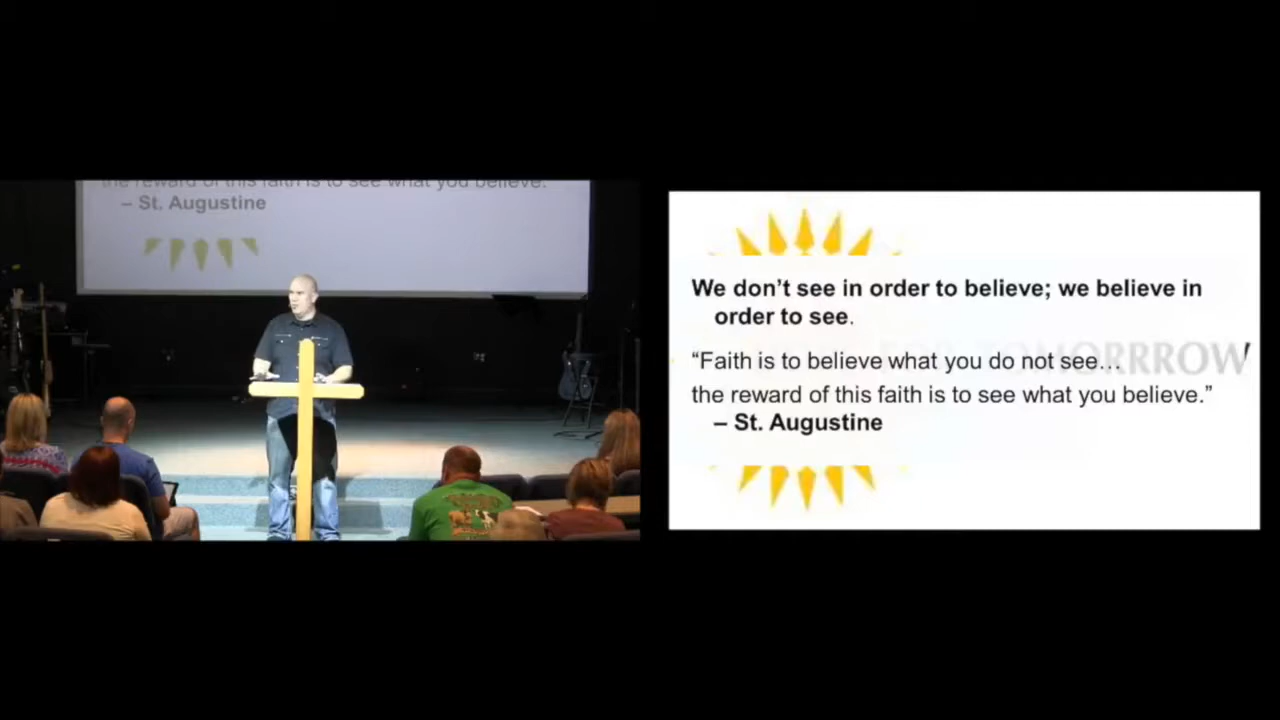 the reward of this faith is to see what you believe.
– St. Augustine
We don’t see in order to believe; we believe in
order to see.
TOMORRROW
“Faith is to believe what you do not see…
the reward of this faith is to see what you believe.”
– St. Augustine